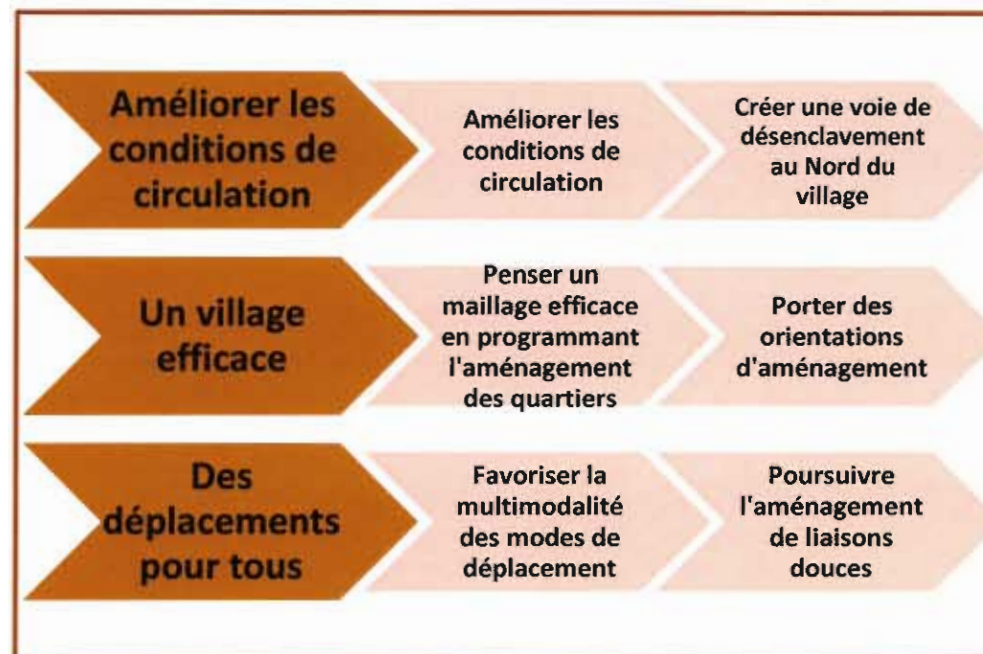 Améliorer les
conditions de
circulation
Améliorer les
conditions de
circulation
Créer une voie de
désenclavement
au Nord du
village
Un village
efficace
Penser un
maillage efficace
en programmant
l'aménagement
des quartiers
Porter des
orientations
d'aménagement
Des
déplacements
pour tous
Favoriser la
multimodalité
des modes de
déplacement
Poursuivre
l'aménagement
de liaisons
douces